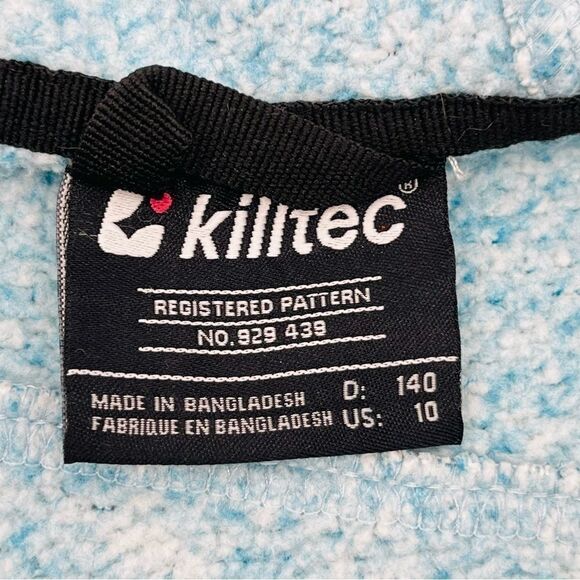 killtec®
REGISTERED PATTERN
NO. 929 439
MADE IN BANGLADESH D: 140
FABRIQUE EN BANGLADESH US: 10